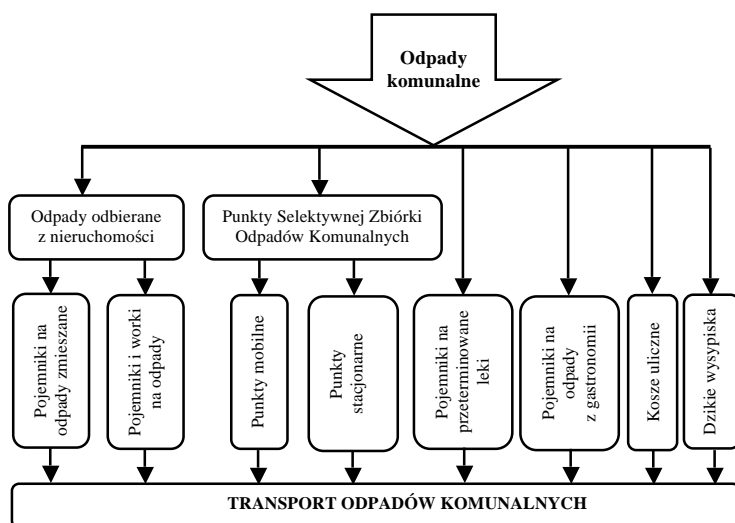 Odpady
komunalne
Odpady odbierane
z nieruchomości
Punkty Selektywnej Zbiórki
Odpadów Komunalnych
Pojemniki na
odpady zmieszane
Pojemniki i worki
na odpady
Punkty mobilne
Punkty
stacjonarne
Pojemniki na
przeterminowane
leki
Pojemniki na
odpady
z gastronomii
Kosze uliczne
Dzikie wysypiska
TRANSPORT ODPADÓW KOMUNALNYCH